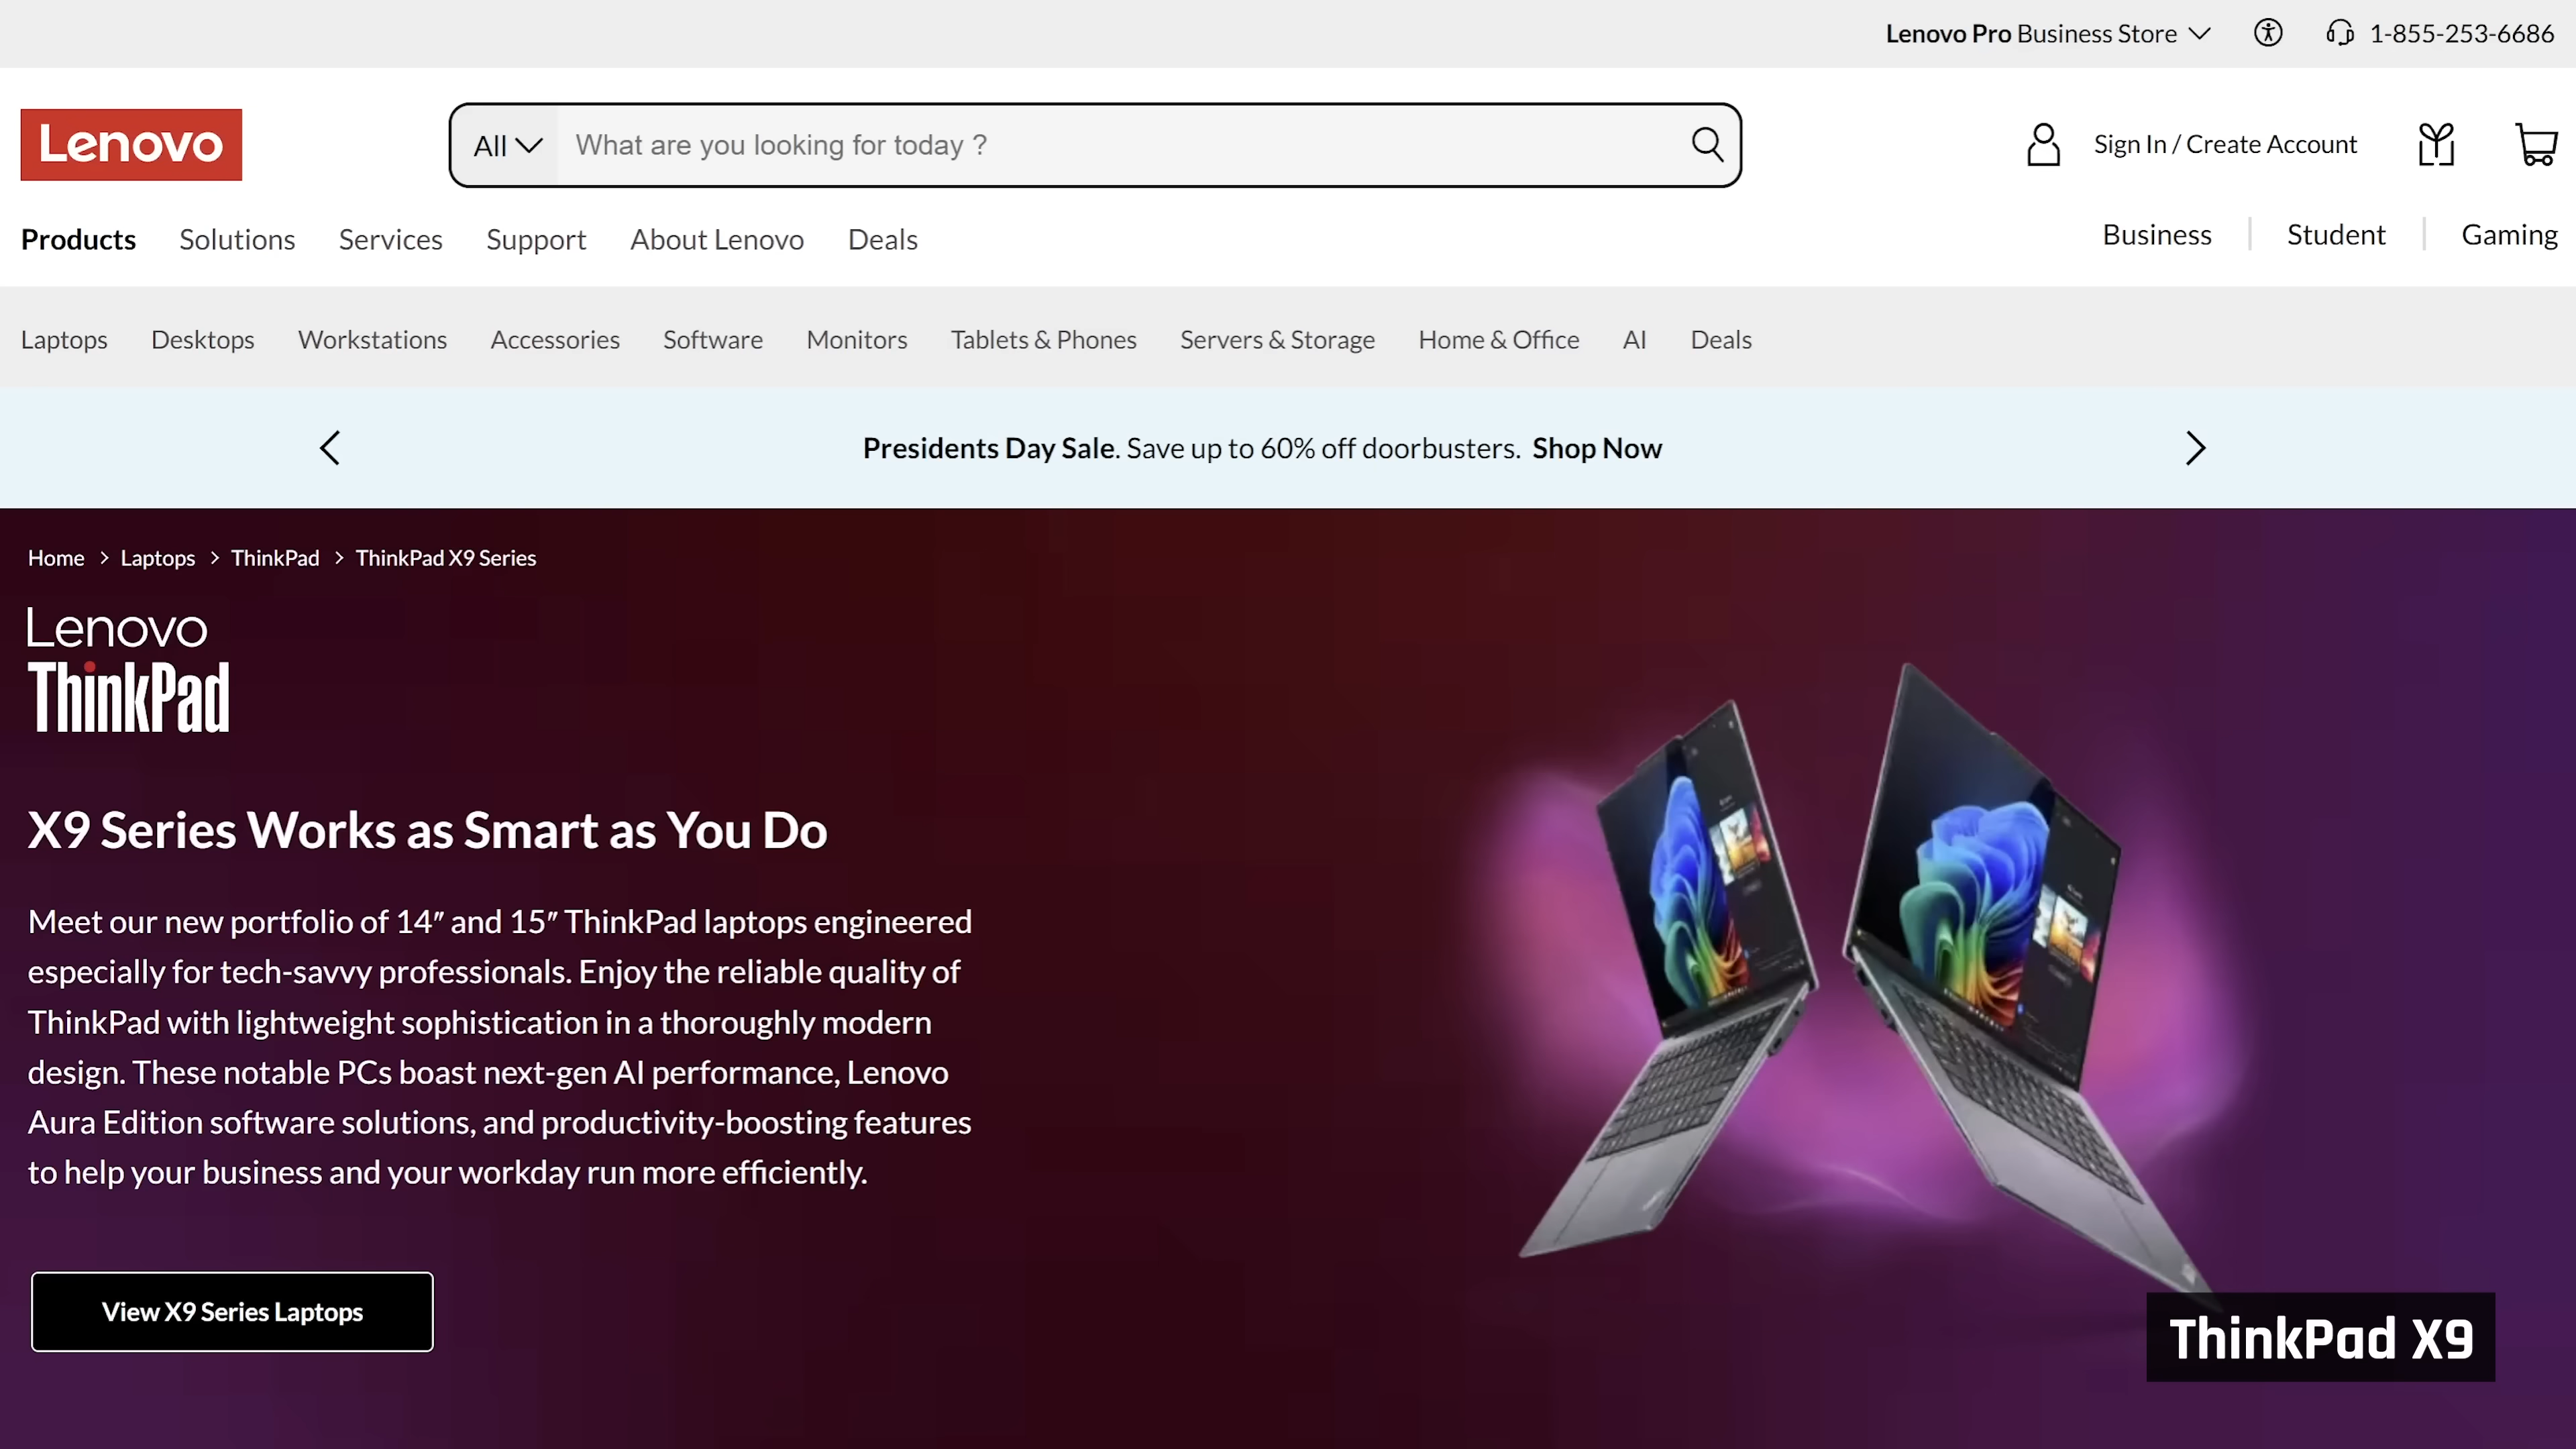 Lenovo Pro Business Store 1-855-253-6686
Lenovo All What are you looking for today ? Sign In / Create Account
Products Solutions Services Support About Lenovo Deals Business Student Gaming
Laptops Desktops Workstations Accessories Software Monitors Tablets & Phones Servers & Storage Home & Office AI Deals
Presidents Day Sale. Save up to 60% off doorbusters. Shop Now
Home > Laptops > ThinkPad > ThinkPad X9 Series
Lenovo
ThinkPad
X9 Series Works as Smart as You Do
Meet our new portfolio of 14″ and 15″ ThinkPad laptops engineered
especially for tech-savvy professionals. Enjoy the reliable quality of
ThinkPad with lightweight sophistication in a thoroughly modern
design. These notable PCs boast next-gen AI performance, Lenovo
Aura Edition software solutions, and productivity-boosting features
to help your business and your workday run more efficiently.
View X9 Series Laptops
ThinkPad X9